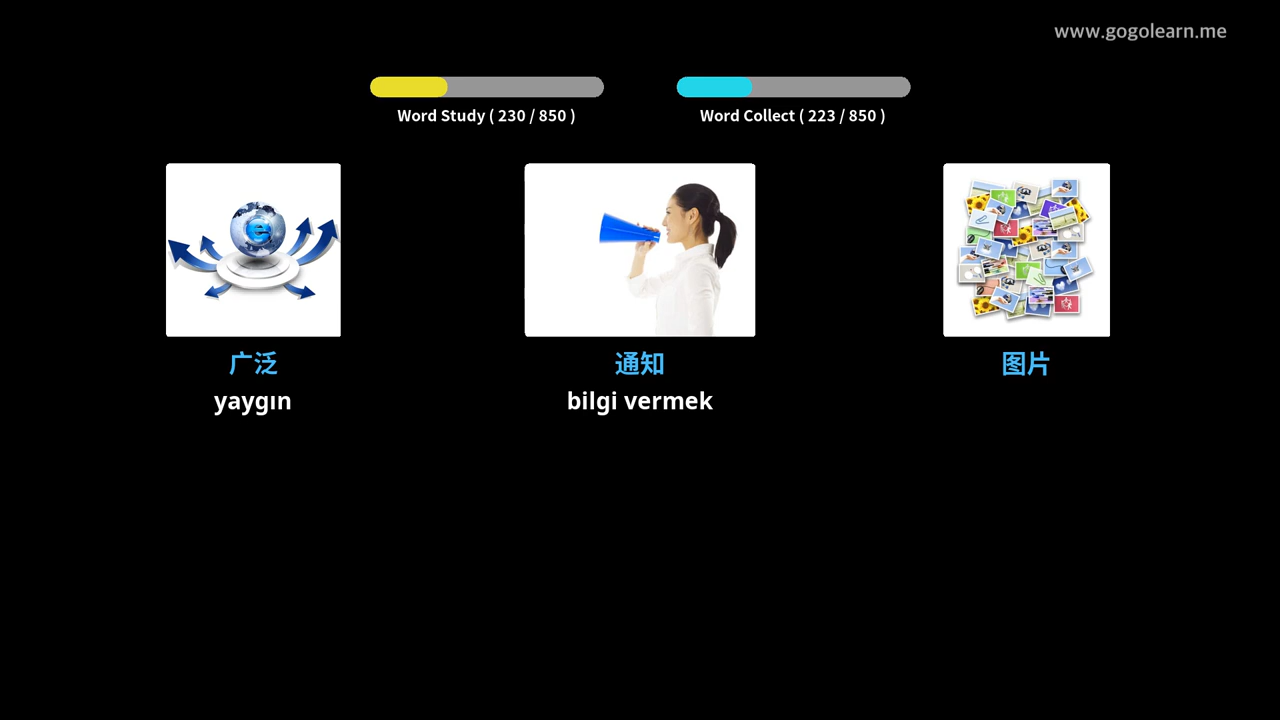 www.gogolearn.me
Word Study ( 230 / 850 )
Word Collect ( 223 / 850 )
e
广泛
通知
图片
yaygın
bilgi vermek